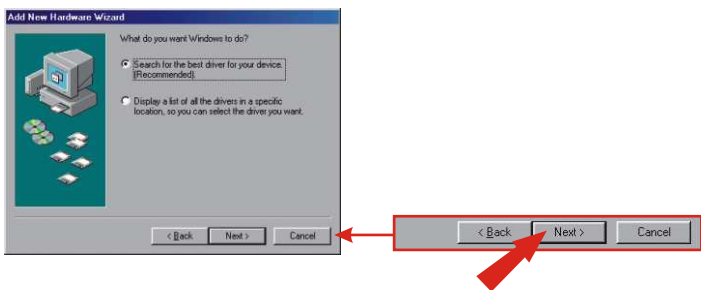 Add New Hardware Wizard
What do you want Windows to do?
Search for the best driver for your device.
(Recommended).
Display a list of all the drivers in a specific
location, so you can select the driver you want.
< Back Next > Cancel
< Back Next > Cancel